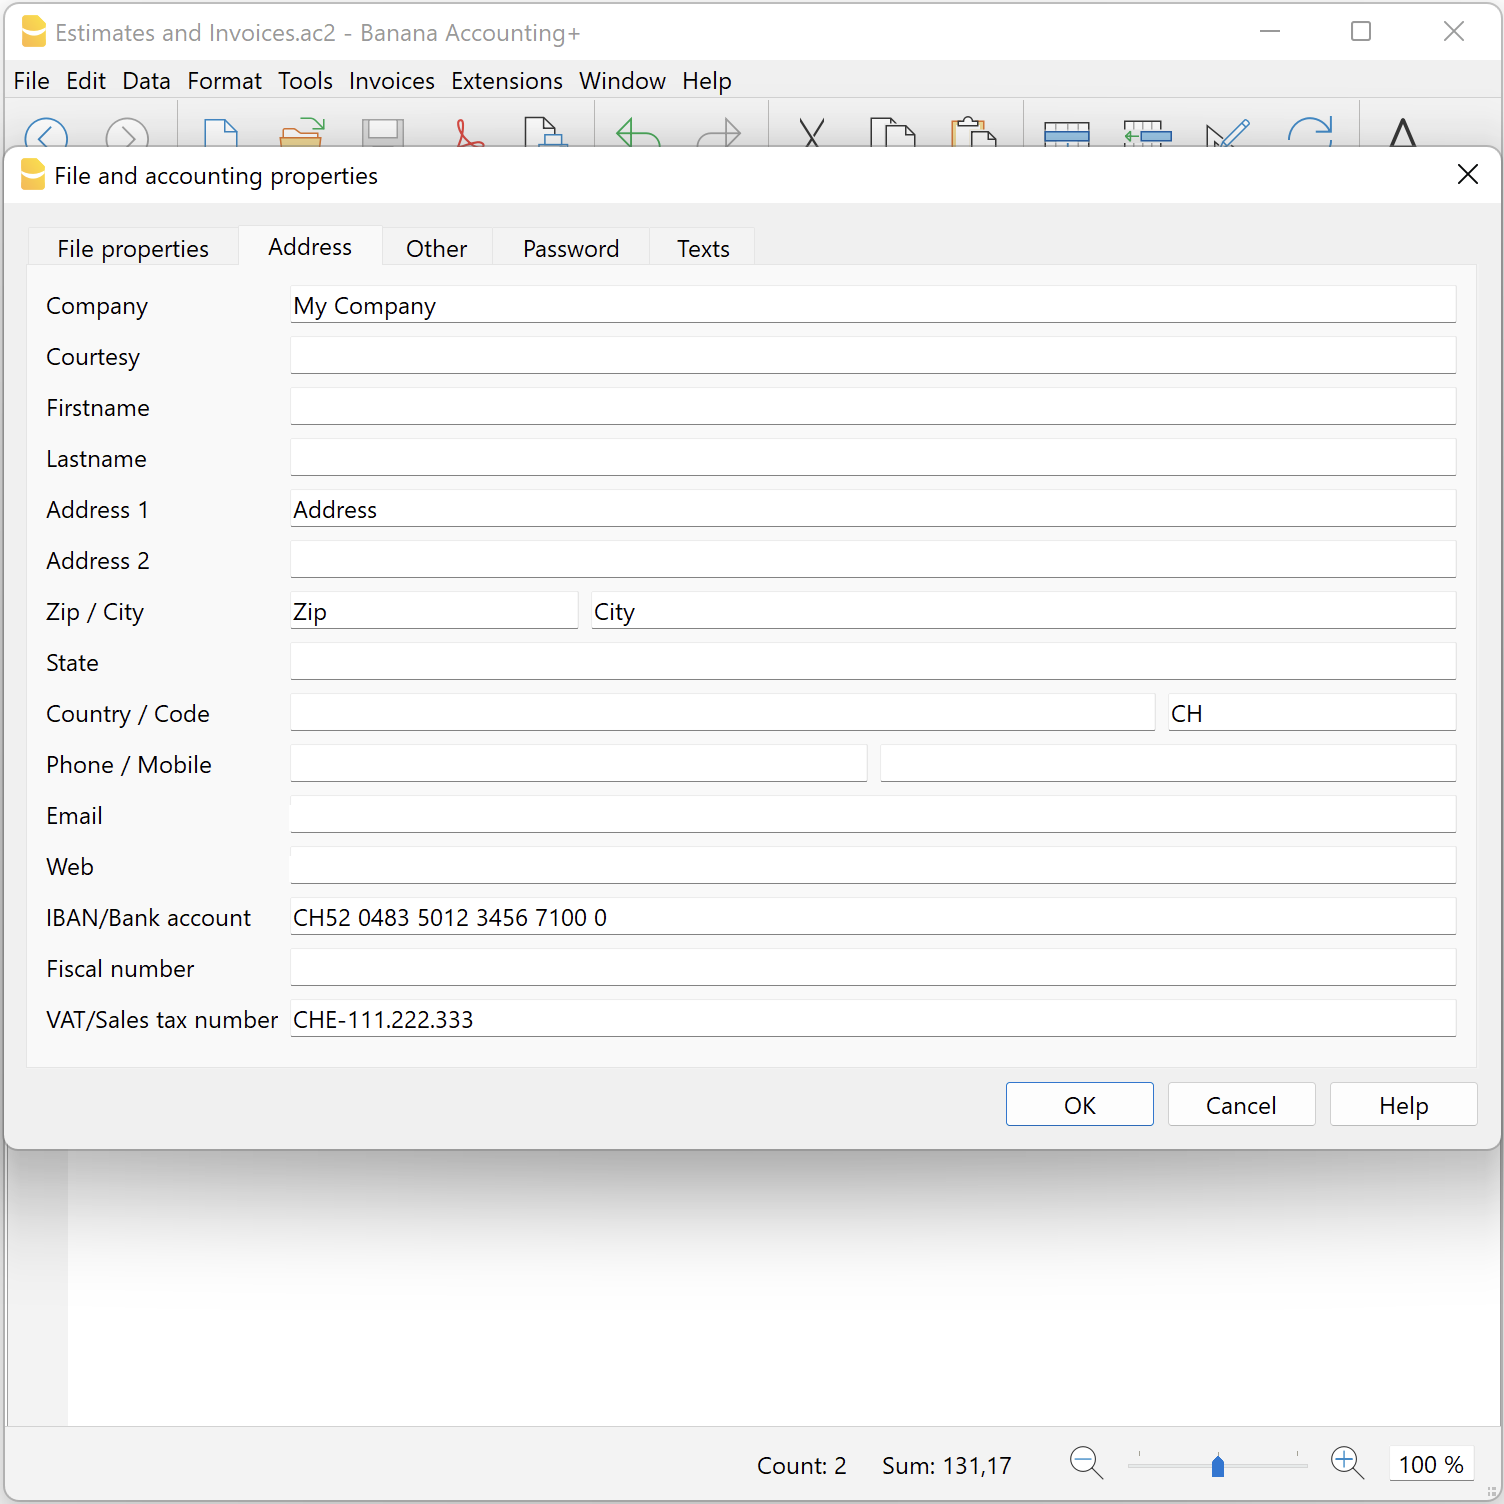 Estimates and Invoices.ac2 - Banana Accounting+
File Edit Data Format Tools Invoices Extensions Window Help
File and accounting properties
File properties Address Other Password Texts
Company My Company
Courtesy
Firstname
Lastname
Address 1 Address
Address 2
Zip / City Zip City
State
Country / Code CH
Phone / Mobile
Email
Web
IBAN/Bank account CH52 0483 5012 3456 7100 0
Fiscal number
VAT/Sales tax number CHE-111.222.333
OK Cancel Help
Count: 2 Sum: 131,17 100 %